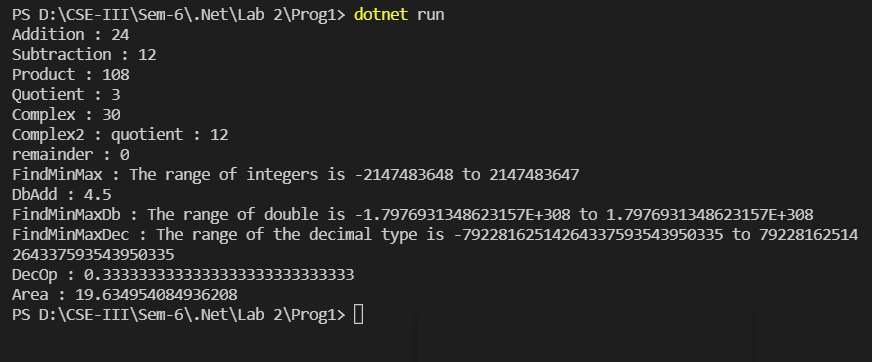 PS D:\CSE-III\Sem-6\.Net\Lab 2\Prog1> dotnet run
Addition : 24
Subtraction : 12
Product : 108
Quotient : 3
Complex : 30
Complex2 : quotient : 12
remainder : 0
FindMinMax : The range of integers is -2147483648 to 2147483647
DbAdd : 4.5
FindMinMaxDb : The range of double is -1.7976931348623157E+308 to 1.7976931348623157E+308
FindMinMaxDec : The range of the decimal type is -79228162514264337593543950335 to 79228162514
264337593543950335
DecOp : 0.3333333333333333333333333333
Area : 19.634954084936208
PS D:\CSE-III\Sem-6\.Net\Lab 2\Prog1>